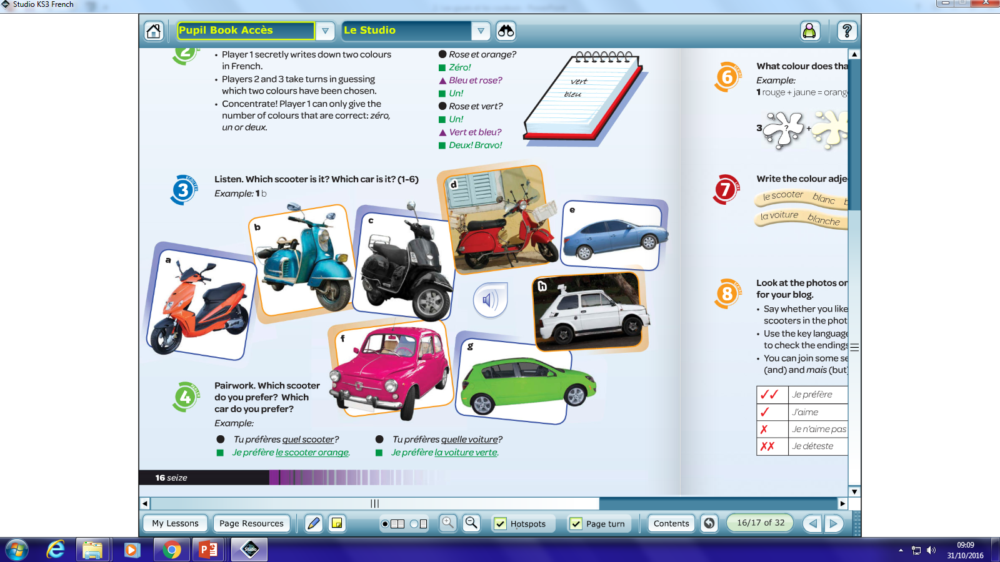 Studio KS3 French
Pupil Book Accès
Le Studio
?
2
• Player 1 secretly writes down two colours
in French.
• Players 2 and 3 take turns in guessing
which two colours have been chosen.
• Concentrate! Player 1 can only give the
number of colours that are correct: zéro,
un or deux.
Rose et orange?
Zéro!
Bleu et rose?
Un!
Rose et vert?
Un!
Vert et bleu?
Deux! Bravo!
vert
bleu
3
ÉCOUTER
Listen. Which scooter is it? Which car is it? (1-6)
Example: 1 b
a
b
c
d
e
f
g
h
4
PARLER
Pairwork. Which scooter
do you prefer? Which
car do you prefer?
Example:
Tu préfères quel scooter?
Je préfère le scooter orange.
Tu préfères quelle voiture?
Je préfère la voiture verte.
16 seize
6
ÉCRIRE
What colour does tha
Example:
1 rouge + jaune = orang
3 ? +
7
LIRE
Write the colour adje
le scooter blanc b
la voiture blanche
8
ÉCRIRE
Look at the photos or
for your blog.
• Say whether you like
scooters in the phot
• Use the key language
to check the endings
• You can join some se
(and) and mais (but)
✓✓ Je préfère
✓ J'aime
✗ Je n'aime pas
✗✗ Je déteste
My Lessons
Page Resources
Hotspots
Page turn
Contents
16/17 of 32
Studio
09:09
31/10/2016